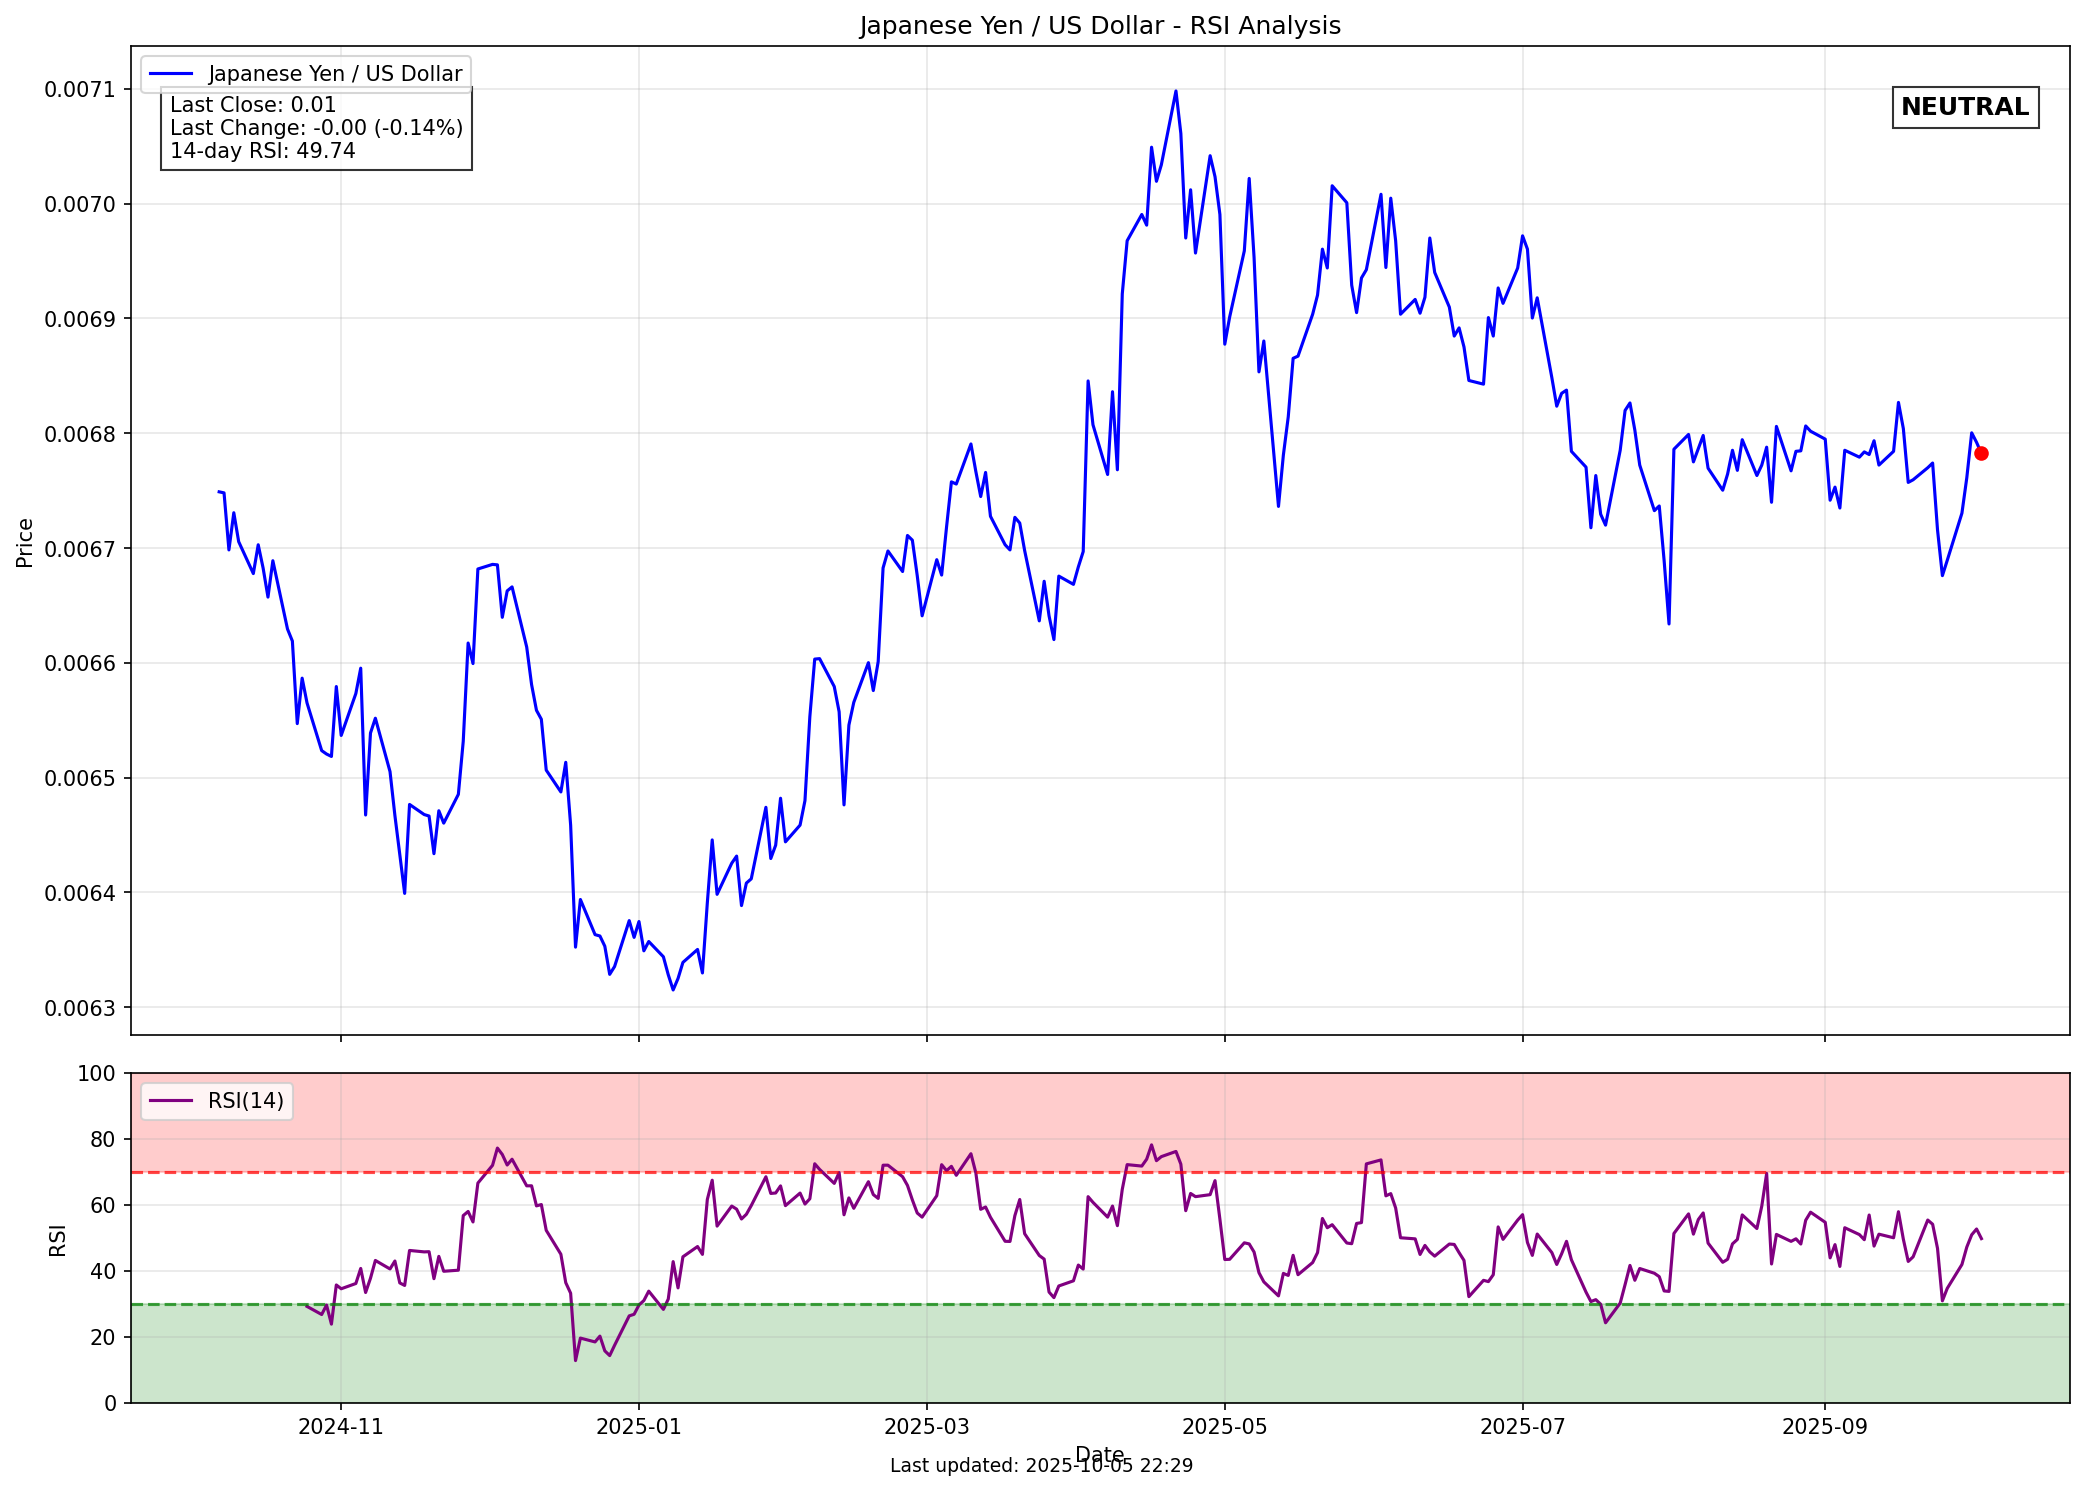 Japanese Yen / US Dollar - RSI Analysis
Japanese Yen / US Dollar
Last Close: 0.01
Last Change: -0.00 (-0.14%)
14-day RSI: 49.74
NEUTRAL
0.0071
0.0070
0.0069
0.0068
0.0067
0.0066
0.0065
0.0064
0.0063
Price
RSI(14)
100
80
60
40
20
0
RSI
2024-11
2025-01
2025-03
2025-05
2025-07
2025-09
Date
Last updated: 2025-10-05 22:29